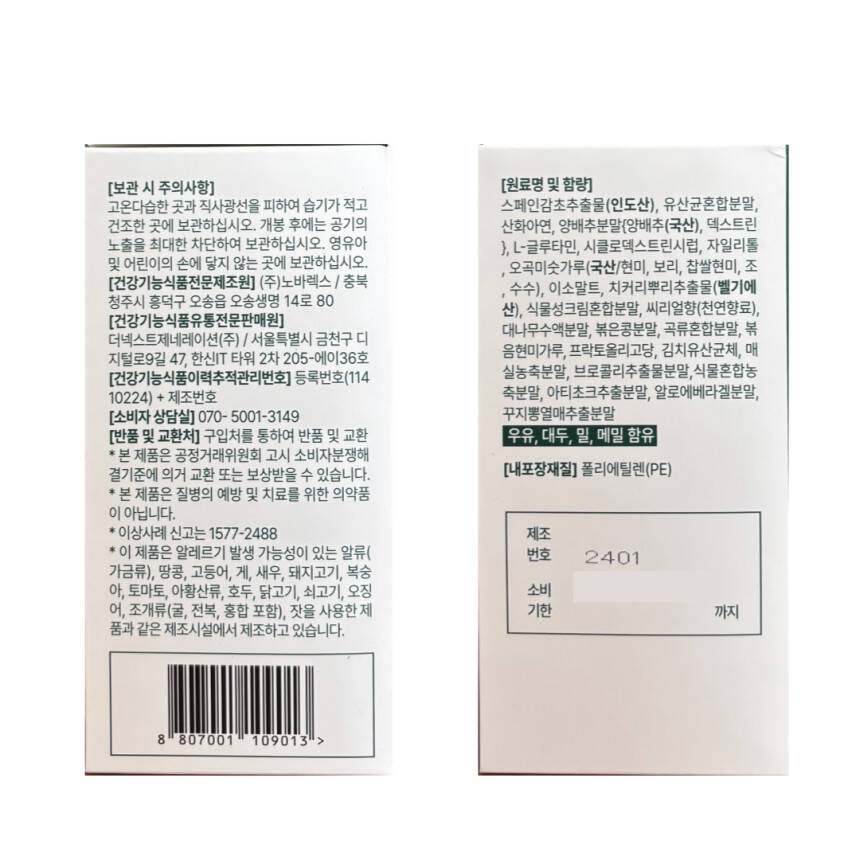 [보관 시 주의사항]
고온다습한 곳과 직사광선을 피하여 습기가 적고
건조한 곳에 보관하십시오. 개봉 후에는 공기의
노출을 최대한 차단하여 보관하십시오. 영유아
및 어린이의 손에 닿지 않는 곳에 보관하십시오.
[건강기능식품전문제조원] (주)노바렉스 / 충북
청주시 흥덕구 오송읍 오송생명 14로 80
[건강기능식품유통전문판매원]
더넥스트제네레이션(주) / 서울특별시 금천구 디
지털로9길 47, 한신IT 타워 2차 205-에이36호
[건강기능식품이력추적관리번호] 등록번호(114
10224) + 제조번호
[소비자 상담실] 070- 5001-3149
[반품 및 교환처] 구입처를 통하여 반품 및 교환
* 본 제품은 공정거래위원회 고시 소비자분쟁해
결기준에 의거 교환 또는 보상받을 수 있습니다.
* 본 제품은 질병의 예방 및 치료를 위한 의약품
이 아닙니다.
* 이상사례 신고는 1577-2488
* 이 제품은 알레르기 발생 가능성이 있는 알류(
가금류), 땅콩, 고등어, 게, 새우, 돼지고기, 복숭
아, 토마토, 아황산류, 호두, 닭고기, 쇠고기, 오징
어, 조개류(굴, 전복, 홍합 포함), 잣을 사용한 제
품과 같은 제조시설에서 제조하고 있습니다.
8 807001 109013 >
[원료명 및 함량]
스페인감초추출물(인도산), 유산균혼합분말,
산화아연, 양배추분말{양배추(국산), 덱스트린
}, L-글루타민, 시클로덱스트린시럽, 자일리톨
, 오곡미숫가루(국산/현미, 보리, 찹쌀현미, 조
, 수수), 이소말트, 치커리뿌리추출물(벨기에
산), 식물성크림혼합분말, 씨리얼향(천연향료),
대나무수액분말, 볶은콩분말, 곡류혼합분말, 볶
음현미가루, 프락토올리고당, 김치유산균체, 매
실농축분말, 브로콜리추출물분말,식물혼합농
축분말, 아티초크추출분말, 알로에베라겔분말,
꾸지뽕열매추출분말
우유, 대두, 밀, 메밀 함유
[내포장재질] 폴리에틸렌(PE)
제조
번호 2401
소비
기한 까지